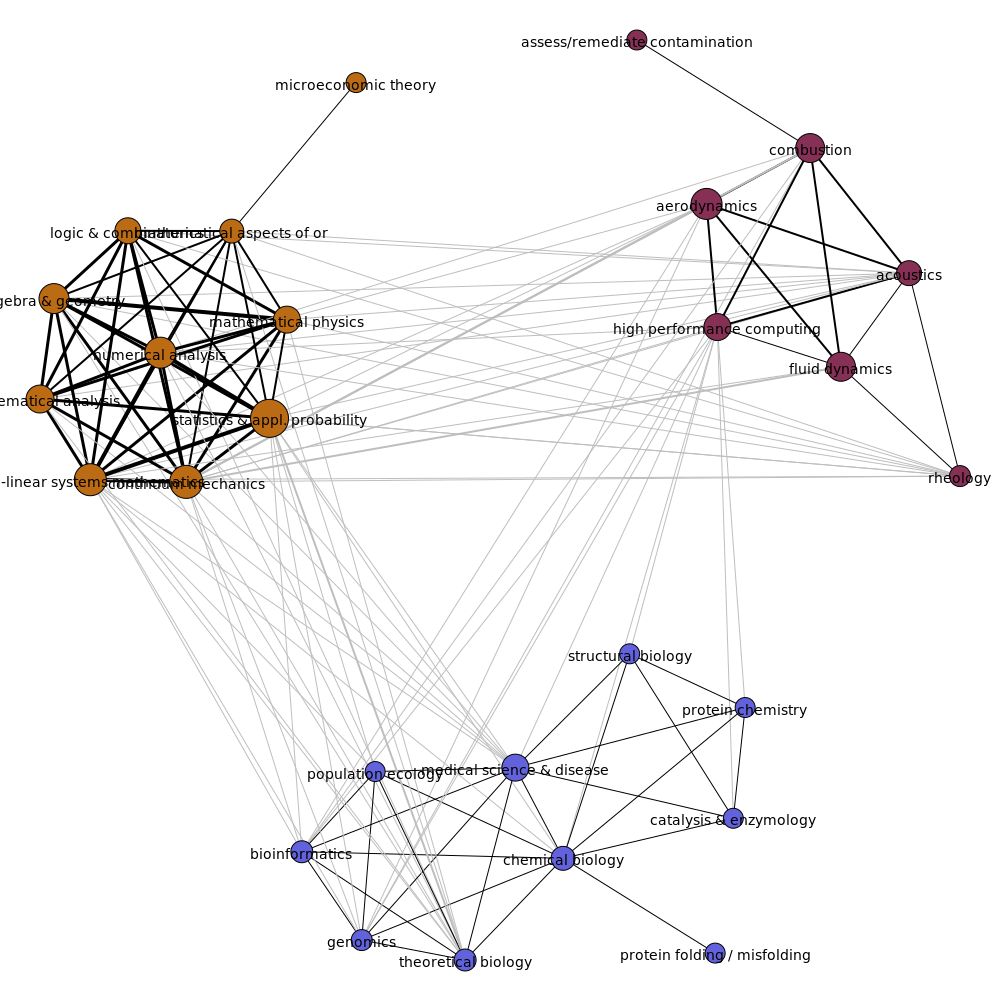 assess/remediate contamination
microeconomic theory
combustion
aerodynamics
logic & combinatorics
mathematical aspects of or
acoustics
gebra & geometry
mathematical physics
high performance computing
numerical analysis
fluid dynamics
ematical analysis
statistics & appl. probability
rheology
-linear systems mathematics
continuum mechanics
structural biology
protein chemistry
medical science & disease
population ecology
catalysis & enzymology
bioinformatics
chemical biology
genomics
protein folding / misfolding
theoretical biology